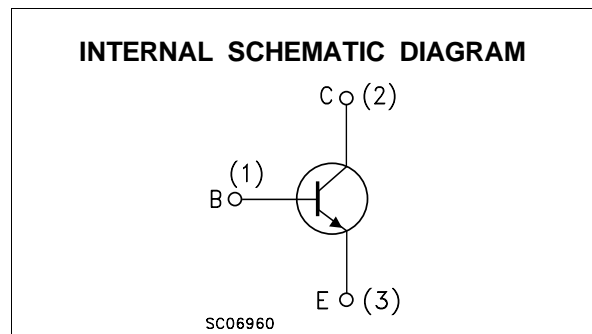 INTERNAL SCHEMATIC DIAGRAM
C (2)
(1)
B
E (3)
SC06960